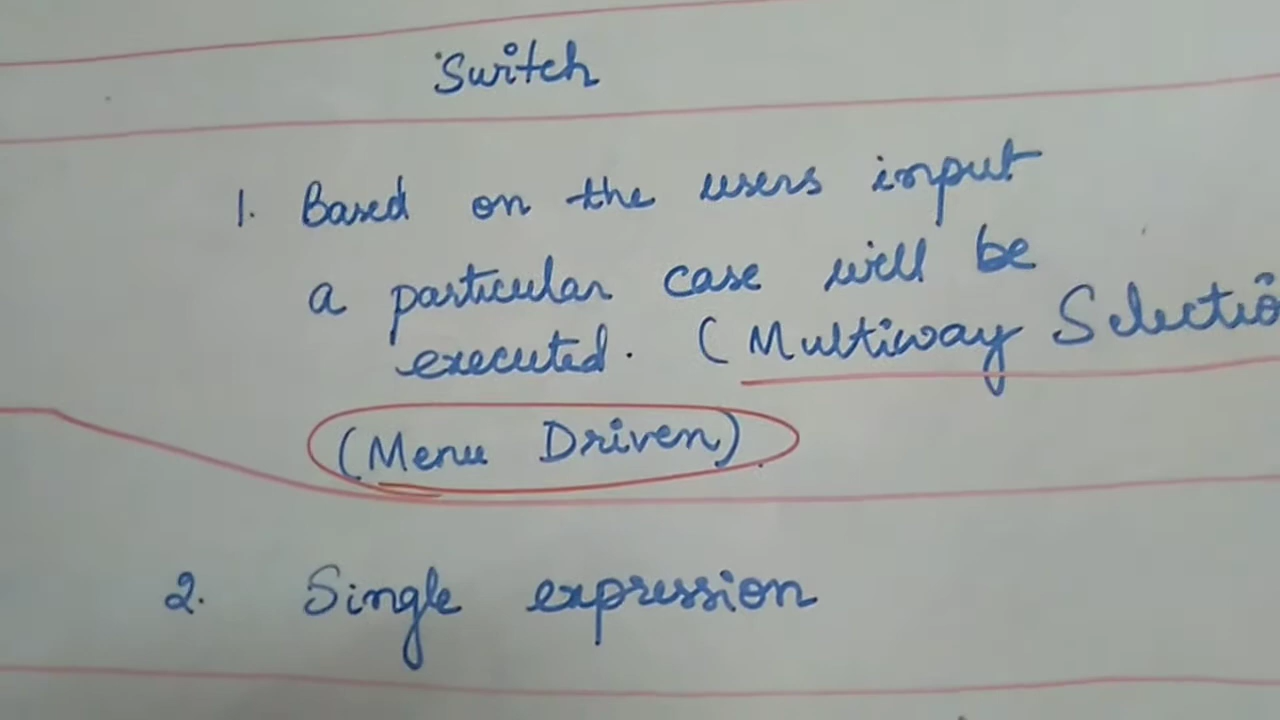 Switch
1. Based on the users input
a particular case will be
executed. (Multiway Selectio
(Menu Driven).
2. Single expression